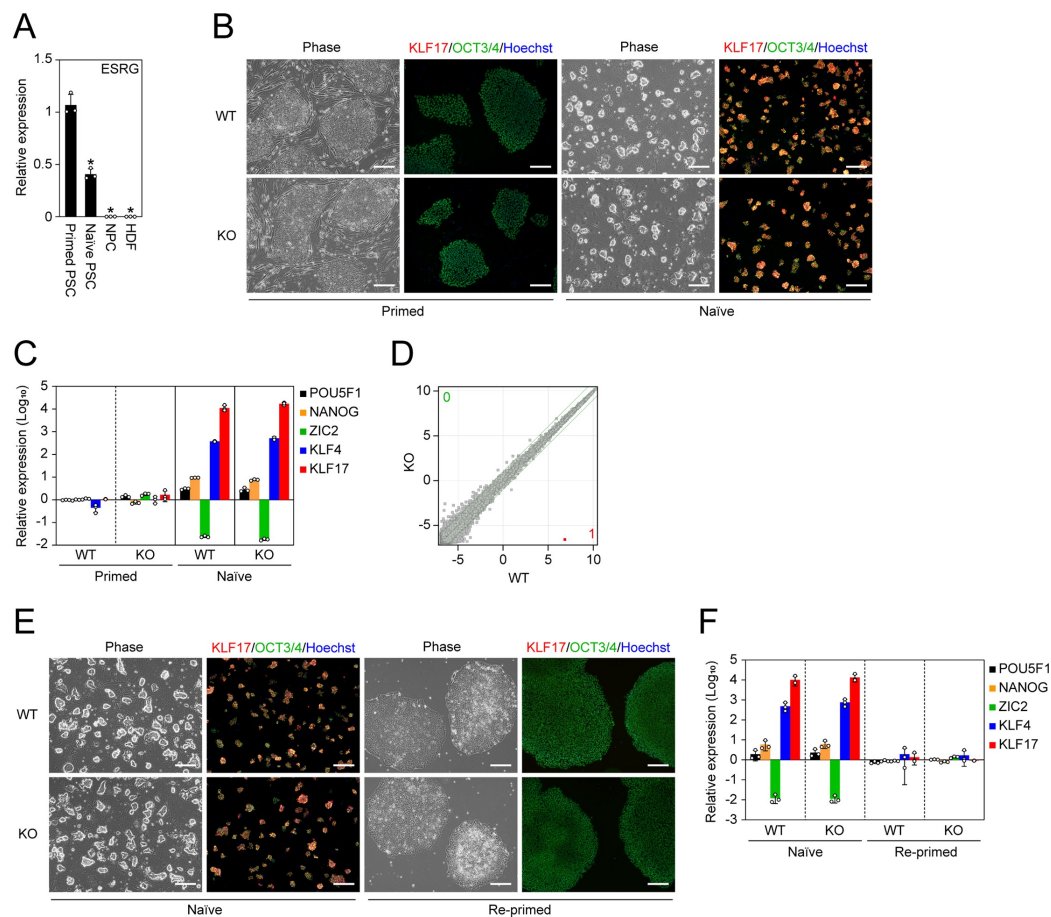 A
ESRG
Relative expression
1.5
1
0.5
0
*
*
*
Primed PSC
Naïve PSC
NPC
HDF
B
Phase
KLF17/OCT3/4/Hoechst
Phase
KLF17/OCT3/4/Hoechst
WT
KO
Primed
Naïve
C
Relative expression (Log₁₀)
5
4
3
2
1
0
-1
-2
POU5F1
NANOG
ZIC2
KLF4
KLF17
WT
KO
WT
KO
Primed
Naïve
D
KO
10
5
0
-5
0
1
-5
0
5
10
WT
E
Phase
KLF17/OCT3/4/Hoechst
Phase
KLF17/OCT3/4/Hoechst
WT
KO
Naïve
Re-primed
F
Relative expression (Log₁₀)
5
4
3
2
1
0
-1
-2
-3
POU5F1
NANOG
ZIC2
KLF4
KLF17
WT
KO
WT
KO
Naïve
Re-primed